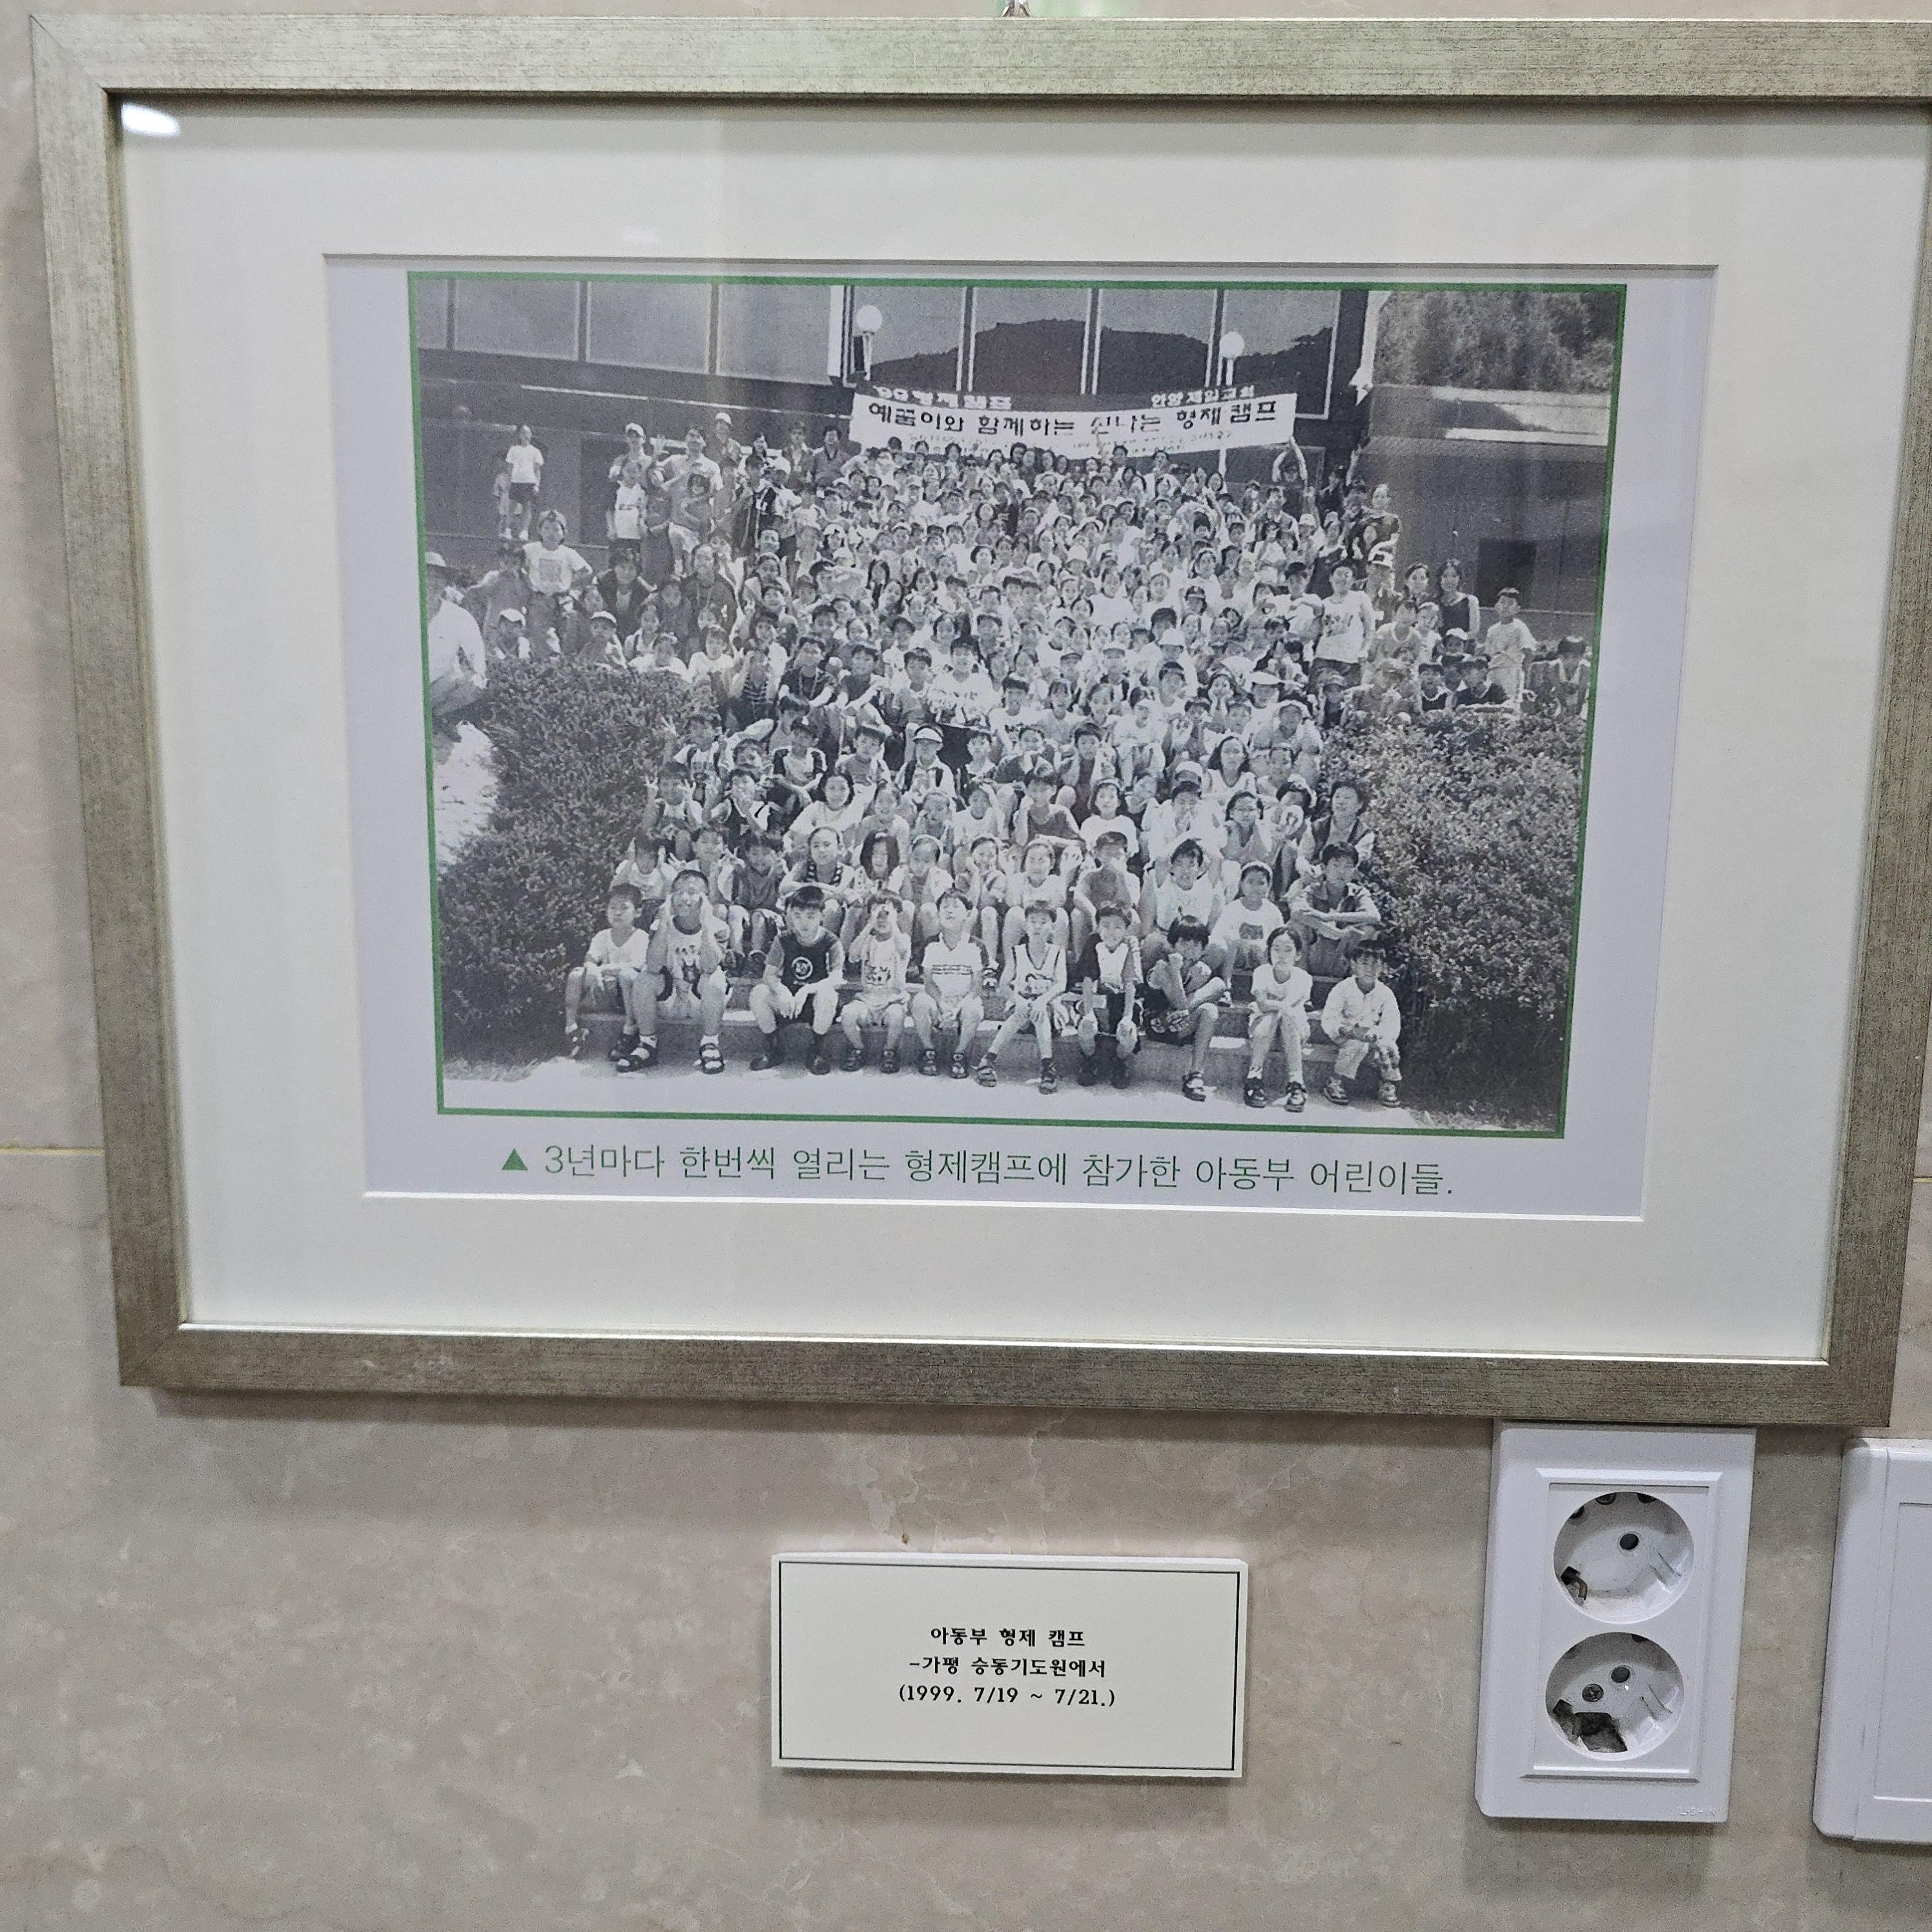 99형제캠프 안양제일교회
예꿈이와 함께하는 신나는 형제캠프
▲ 3년마다 한번씩 열리는 형제캠프에 참가한 아동부 어린이들.
아동부 형제 캠프
-가평 승동기도원에서
(1999. 7/19 ~ 7/21.)